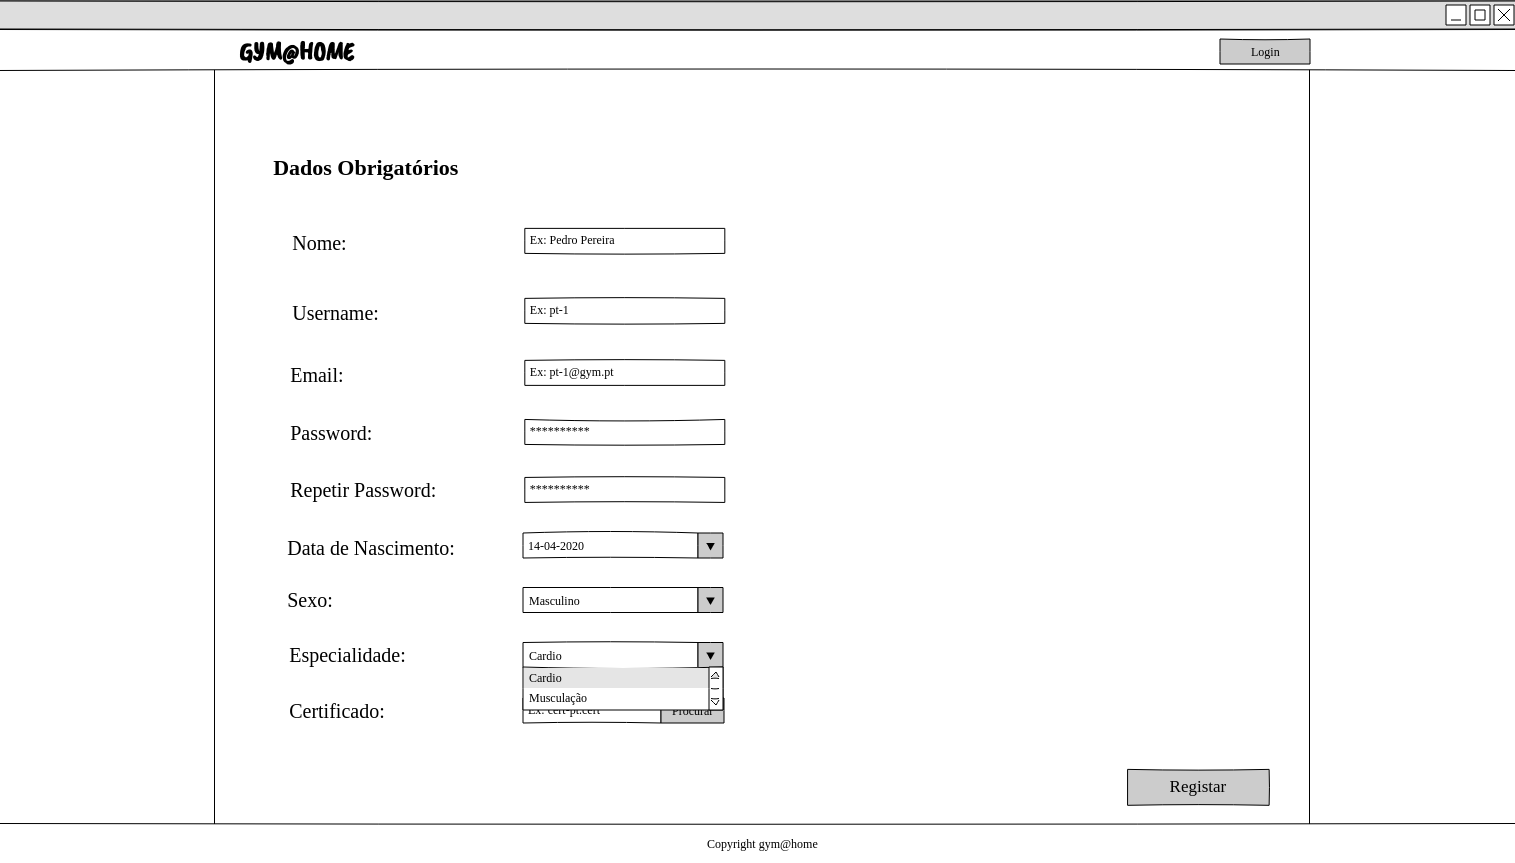 GYM@HOME
Login
Dados Obrigatórios
Nome:
Ex: Pedro Pereira
Username:
Ex: pt-1
Email:
Ex: pt-1@gym.pt
Password:
**********
Repetir Password:
**********
Data de Nascimento:
14-04-2020
Sexo:
Masculino
Especialidade:
Cardio
Cardio
Musculação
Certificado:
Ex: cert-pt.cert
Procurar
Registar
Copyright gym@home